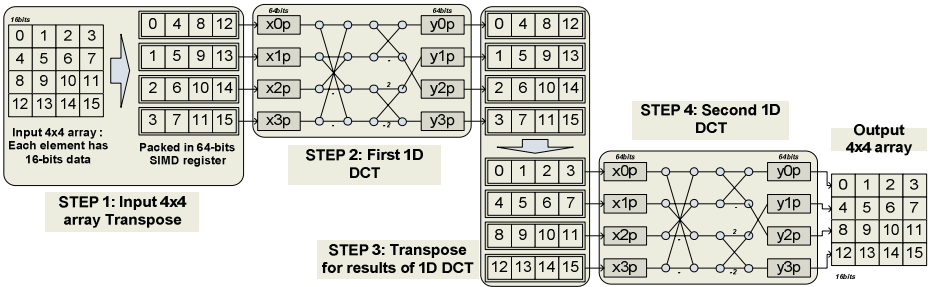 16bits
0 1 2 3
4 5 6 7
8 9 10 11
12 13 14 15
Input 4x4 array :
Each element has
16-bits data
0 4 8 12
1 5 9 13
2 6 10 14
3 7 11 15
Packed in 64-bits
SIMD register
STEP 1: Input 4x4
array Transpose
64bits 64bits
x0p y0p
x1p - y1p
x2p - 2 y2p
x3p - -2 y3p
STEP 2: First 1D
DCT
0 4 8 12
1 5 9 13
2 6 10 14
3 7 11 15
0 1 2 3
4 5 6 7
8 9 10 11
12 13 14 15
STEP 3: Transpose
for results of 1D DCT
STEP 4: Second 1D
DCT
64bits 64bits
x0p y0p
x1p - y1p
x2p - 2 y2p
x3p - -2 y3p
Output
4x4 array
0 1 2 3
4 5 6 7
8 9 10 11
12 13 14 15
16bits